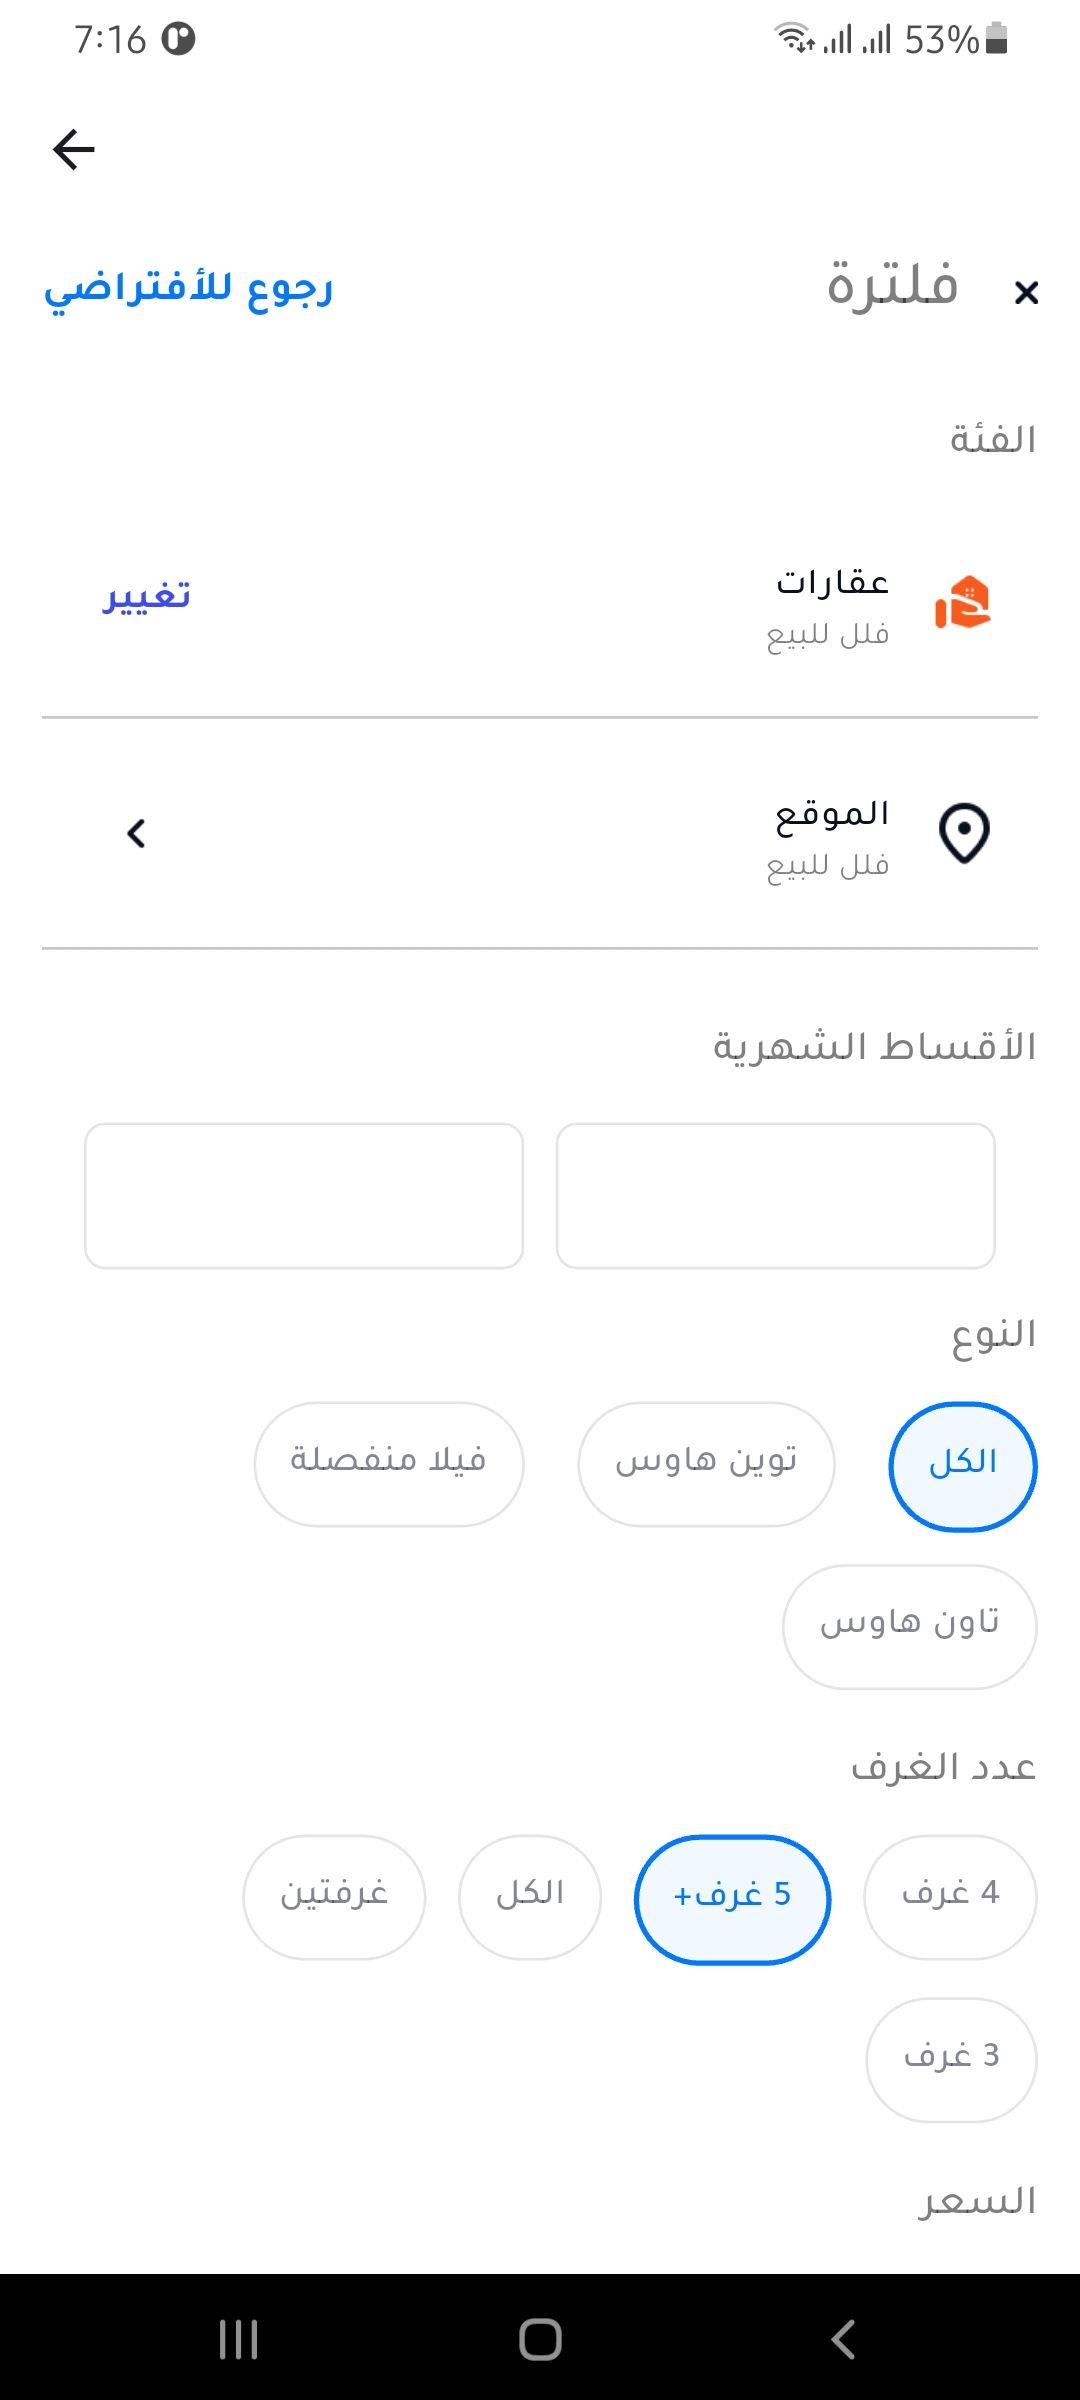 7:16 53%
فلترة رجوع للأفتراضي
الفئة
عقارات
فلل للبيع
تغيير
الموقع
فلل للبيع
الأقساط الشهرية
النوع
الكل توين هاوس فيلا منفصلة
تاون هاوس
عدد الغرف
4 غرف 5 غرف+ الكل غرفتين
3 غرف
السعر